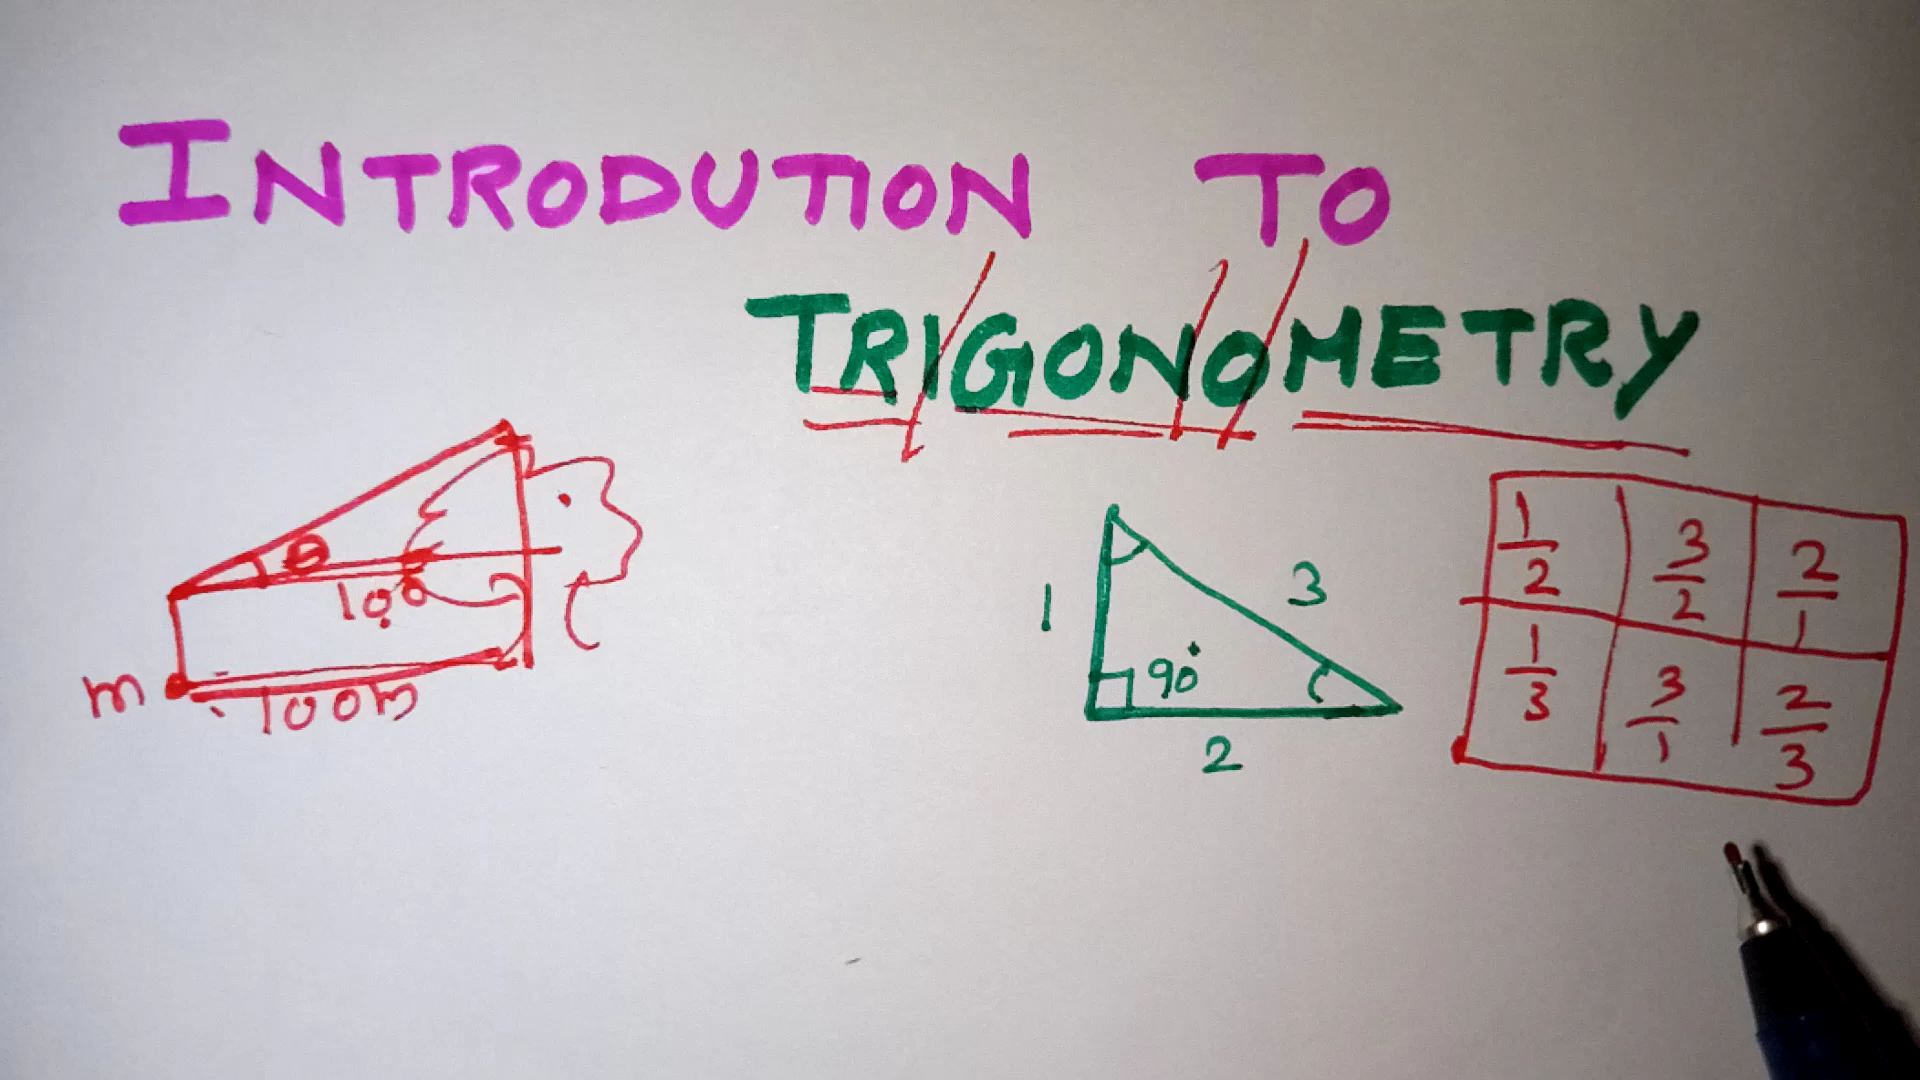 INTRODUTION TO
TRIGONOMETRY
θ
100
m
100m
1
3
90°
2
1/2 3/2 2/1
1/3 3/1 2/3